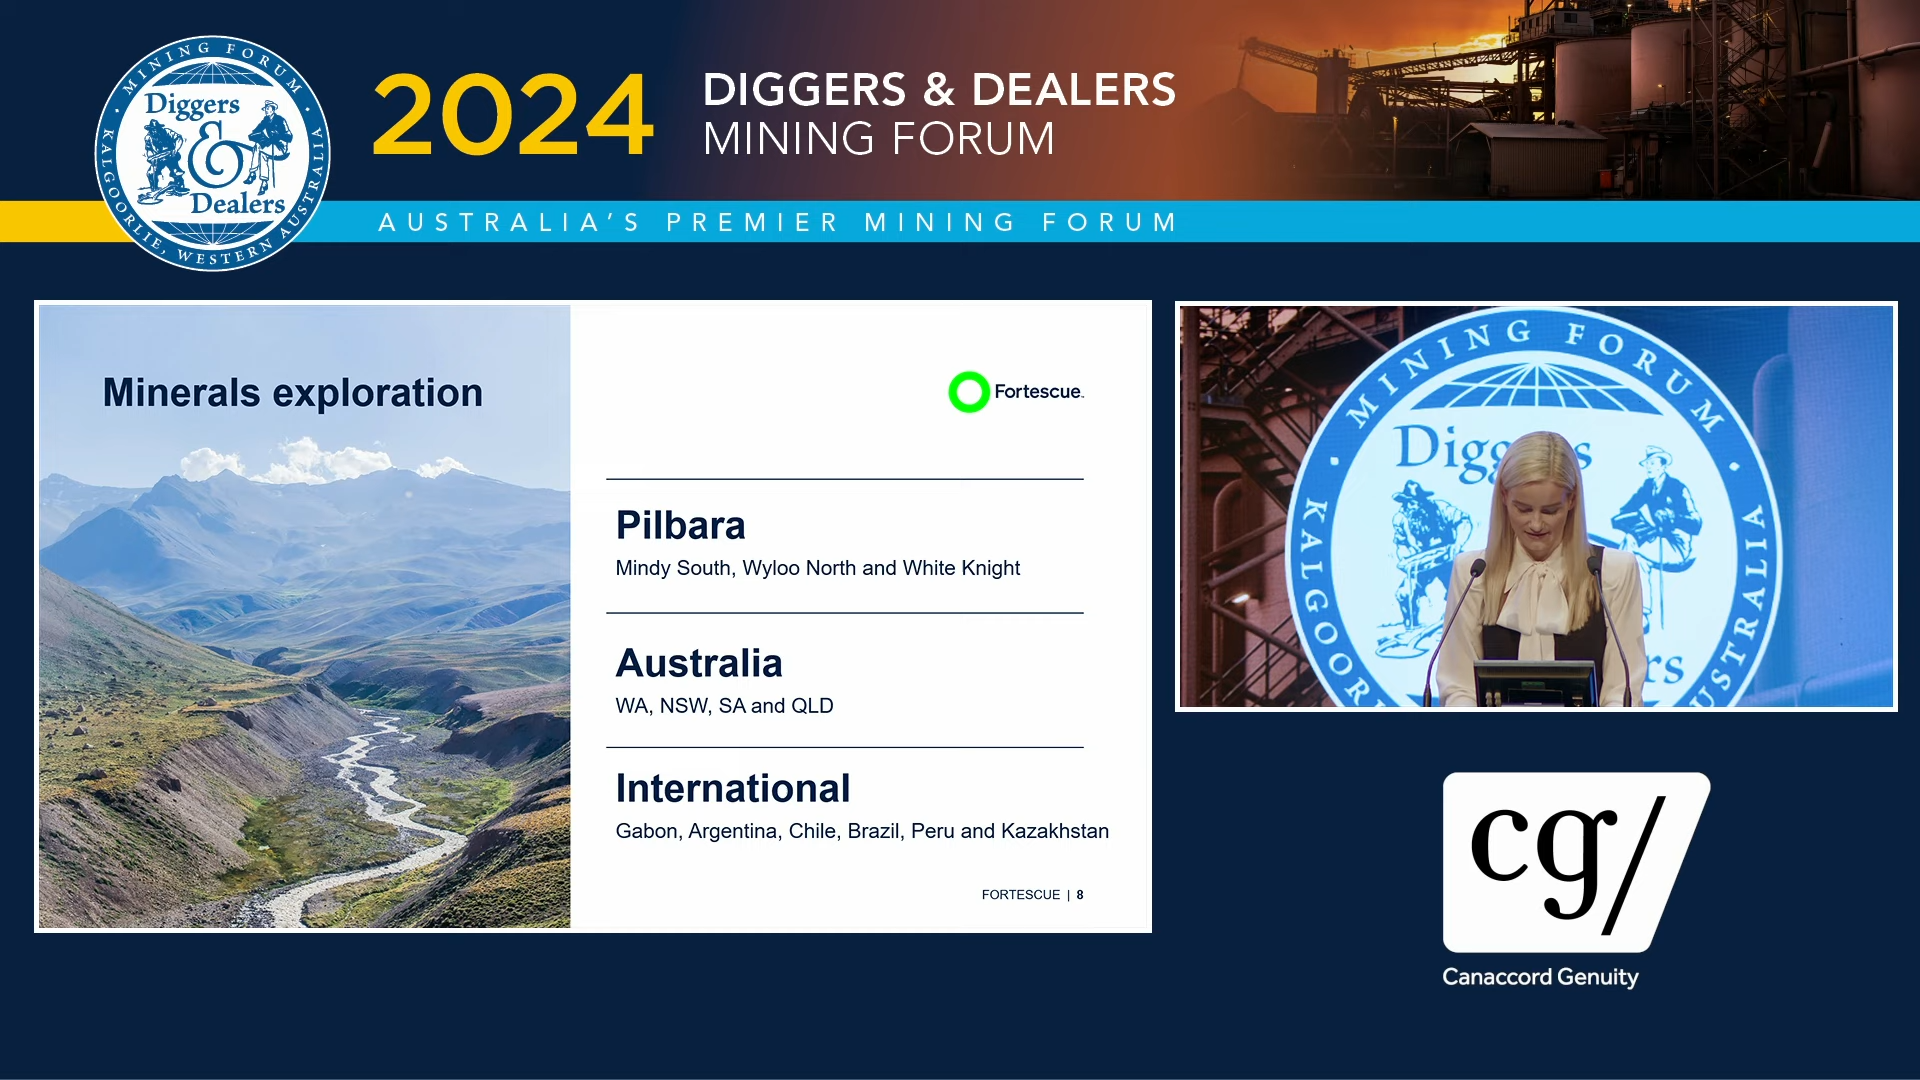 MINING FORUM
Diggers
&
Dealers
KALGOORLIE, WESTERN AUSTRALIA
2024
DIGGERS & DEALERS
MINING FORUM
AUSTRALIA'S PREMIER MINING FORUM
Minerals exploration
Fortescue.
Pilbara
Mindy South, Wyloo North and White Knight
Australia
WA, NSW, SA and QLD
International
Gabon, Argentina, Chile, Brazil, Peru and Kazakhstan
FORTESCUE | 8
MINING FORUM
Diggers
cg/
Canaccord Genuity